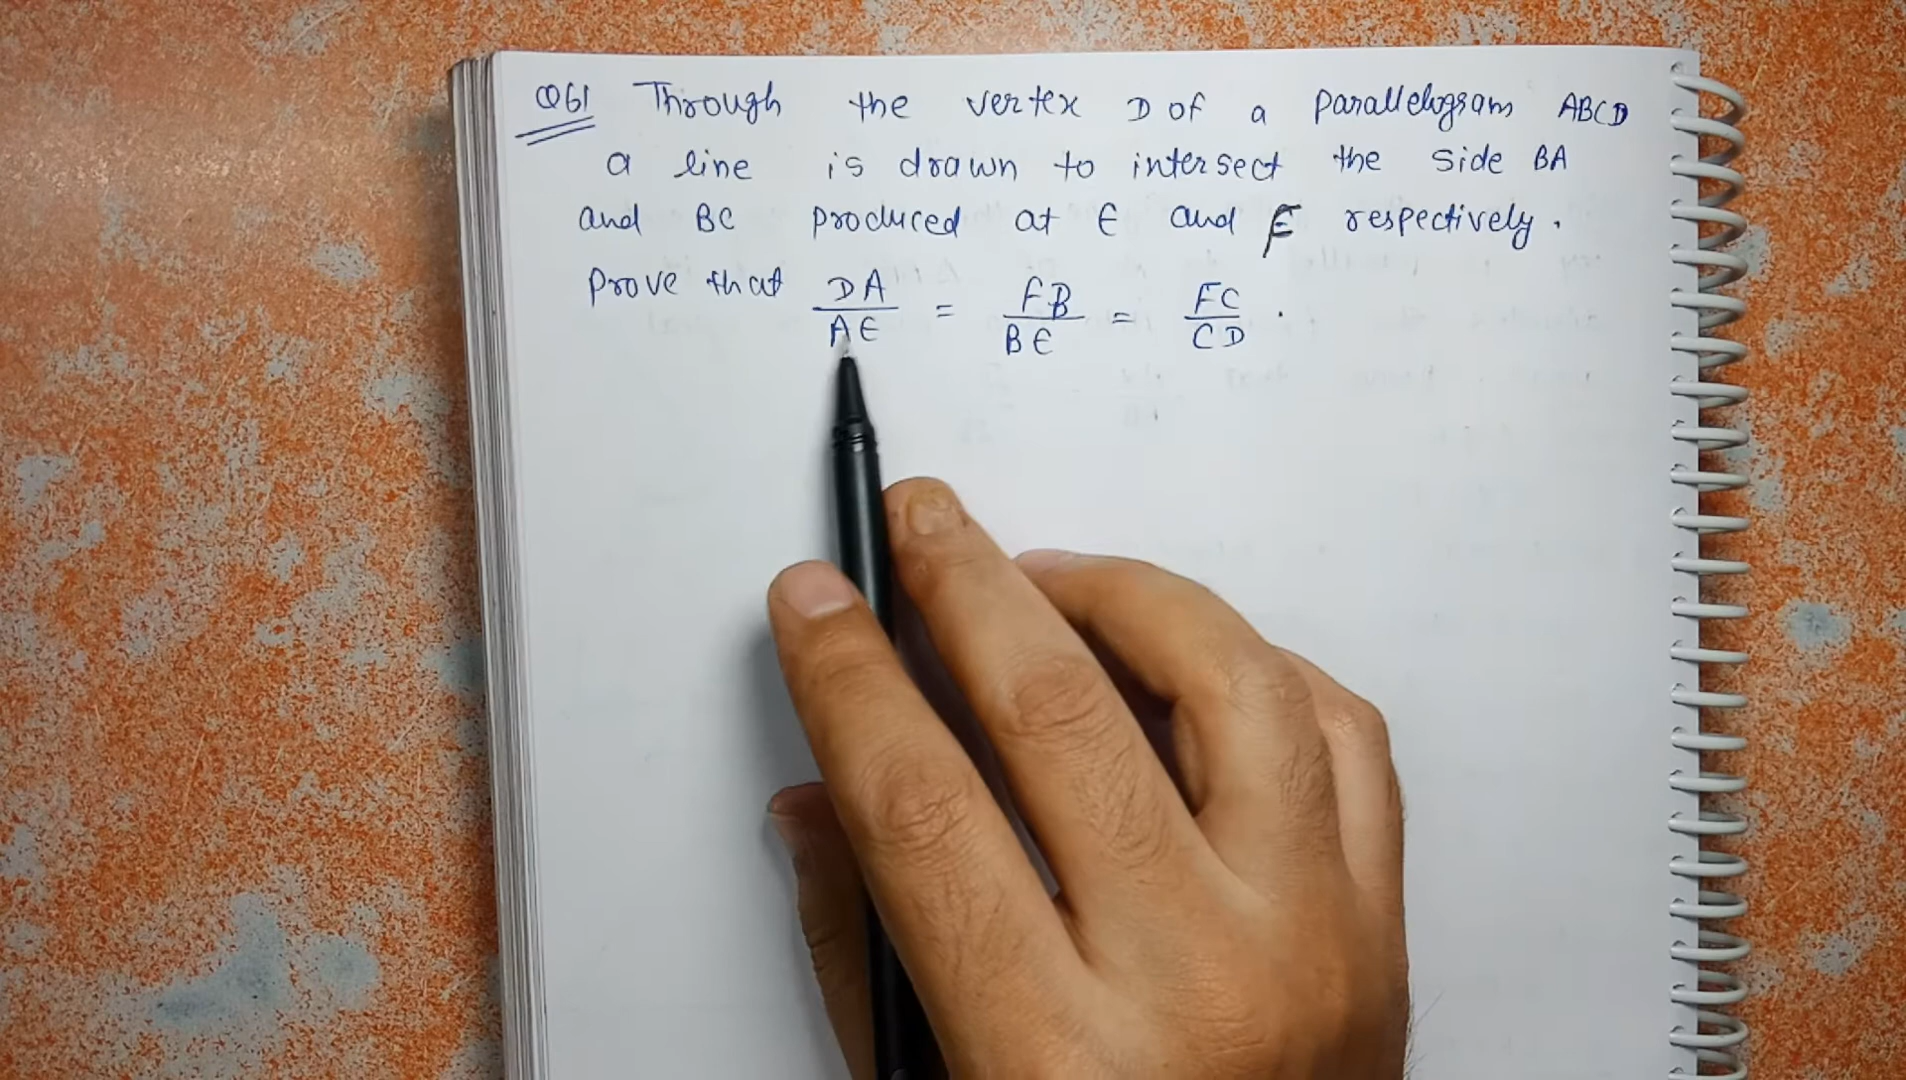 Q61 Through the vertex D of a parallelogram ABCD
a line is drawn to intersect the side BA
and BC produced at E and F respectively.
Prove that DA/AE = FB/BE = FC/CD.